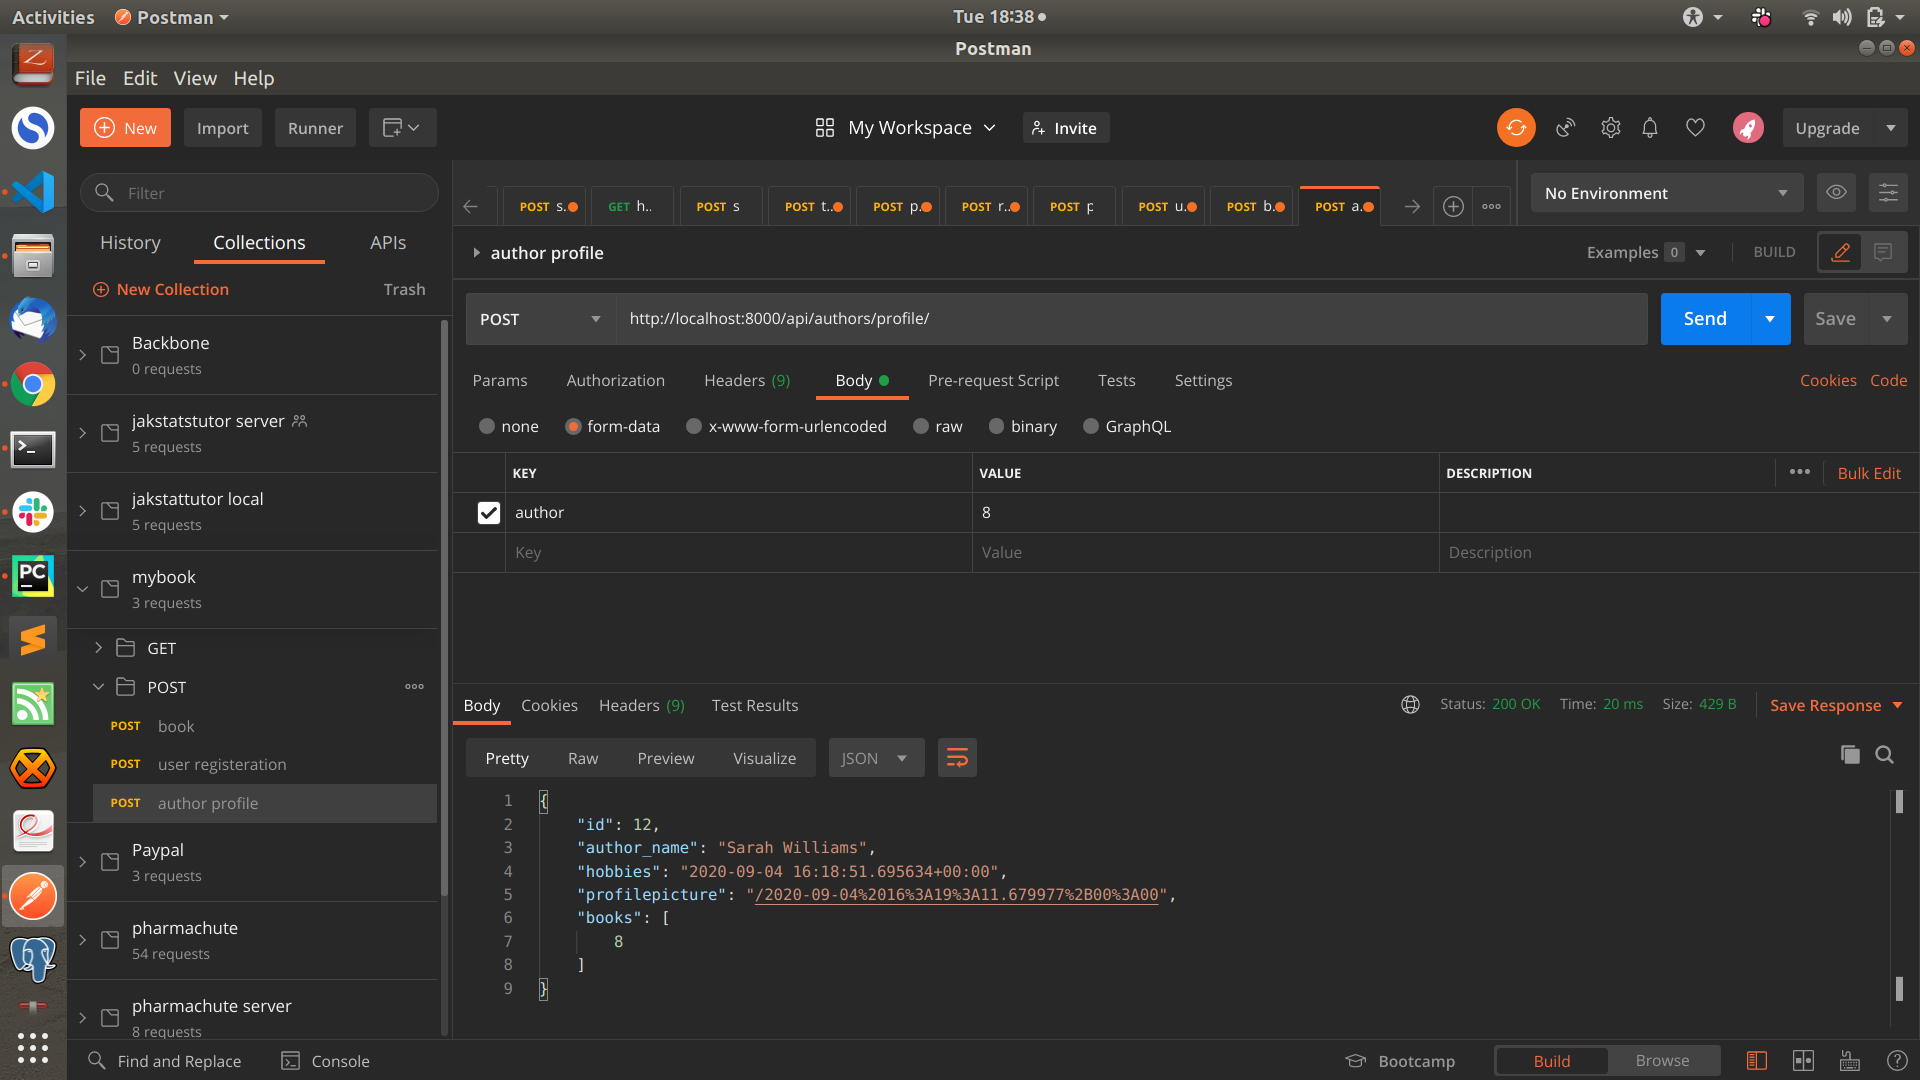 Activities
Postman
Tue 18:38
Postman
File Edit View Help
New
Import
Runner
My Workspace
Invite
Upgrade
Filter
History
Collections
APIs
New Collection
Trash
Backbone
0 requests
jakstatstutor server
5 requests
jakstattutor local
5 requests
mybook
3 requests
GET
POST
POST book
POST user registeration
POST author profile
Paypal
3 requests
pharmachute
54 requests
pharmachute server
8 requests
POST s..
GET h..
POST s
POST t..
POST p..
POST r..
POST p
POST u..
POST b..
POST a..
No Environment
author profile
Examples 0
BUILD
POST
http://localhost:8000/api/authors/profile/
Send
Save
Params
Authorization
Headers (9)
Body
Pre-request Script
Tests
Settings
Cookies
Code
none
form-data
x-www-form-urlencoded
raw
binary
GraphQL
KEY VALUE DESCRIPTION
Bulk Edit
author 8
Key Value Description
Body
Cookies
Headers (9)
Test Results
Status: 200 OK
Time: 20 ms
Size: 429 B
Save Response
Pretty
Raw
Preview
Visualize
JSON
1 {
2 "id": 12,
3 "author_name": "Sarah Williams",
4 "hobbies": "2020-09-04 16:18:51.695634+00:00",
5 "profilepicture": "/2020-09-04%2016%3A19%3A11.679977%2B00%3A00",
6 "books": [
7 8
8 ]
9 }
Find and Replace
Console
Bootcamp
Build
Browse
PC